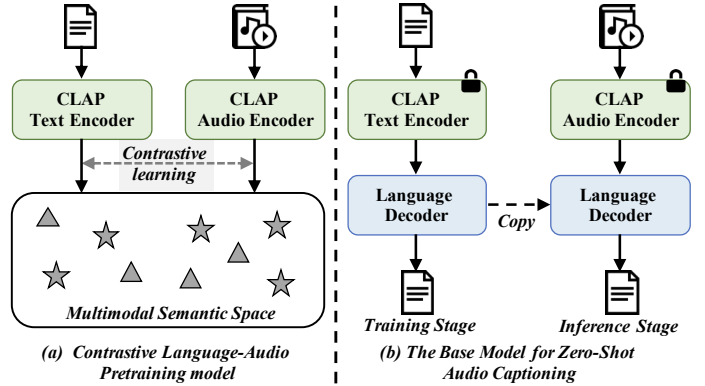 CLAP
Text Encoder
CLAP
Audio Encoder
Contrastive
learning
Multimodal Semantic Space
(a) Contrastive Language-Audio
Pretraining model
CLAP
Text Encoder
CLAP
Audio Encoder
Language
Decoder
Copy
Language
Decoder
Training Stage
Inference Stage
(b) The Base Model for Zero-Shot
Audio Captioning